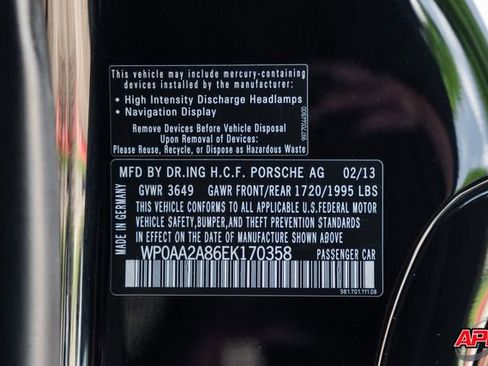 This vehicle may include mercury-containing
devices installed by the manufacturer:
• High Intensity Discharge Headlamps
• Navigation Display
Remove Devices Before Vehicle Disposal
Upon Removal of Devices:
Please Reuse, Recycle, or Dispose as Hazardous Waste
MFD BY DR.ING H.C.F. PORSCHE AG 02/13
GVWR 3649 GAWR FRONT/REAR 1720/1995 LBS
THIS VEHICLE CONFORMS TO ALL APPLICABLE
U.S.FEDERAL MOTOR VEHICLE
SAFETY,BUMPER,AND THEFT PREVENTION
STANDARDS IN EFFECT ON THE DATE OF
MANUFACTURE SHOWN ABOVE.
WP0AA2A86EK170358 PASSENGER CAR
MADE IN GERMANY
981.701.111.08